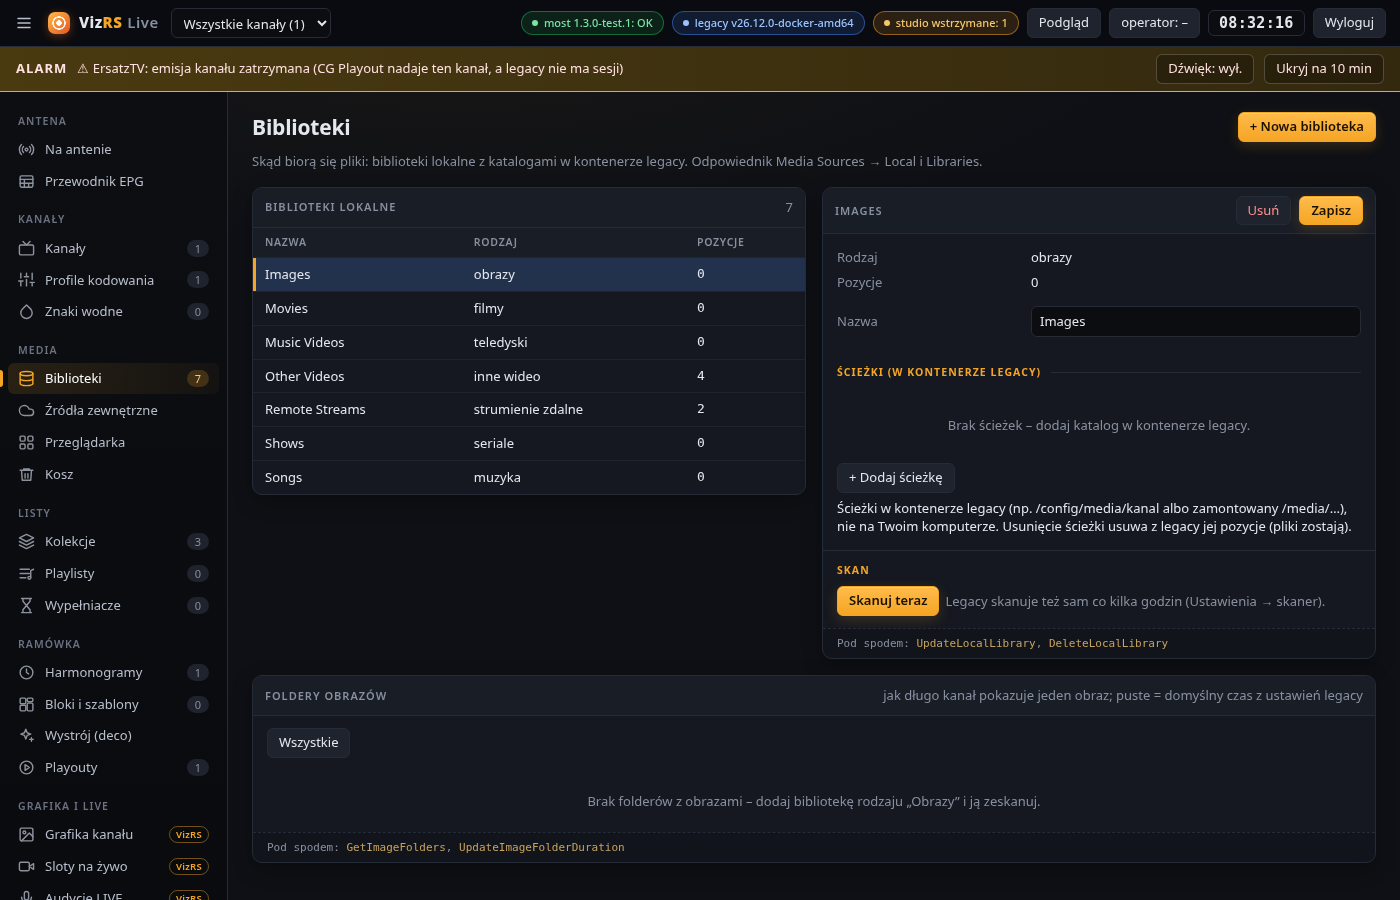 VizRS Live
Wszystkie kanały (1)
most 1.3.0-test.1: OK
legacy v26.12.0-docker-amd64
studio wstrzymane: 1
Podgląd
operator: –
08:32:16
Wyloguj
ALARM ⚠ ErsatzTV: emisja kanału zatrzymana (CG Playout nadaje ten kanał, a legacy nie ma sesji)
Dźwięk: wył.
Ukryj na 10 min
ANTENA
Na antenie
Przewodnik EPG
KANAŁY
Kanały 1
Profile kodowania 1
Znaki wodne 0
MEDIA
Biblioteki 7
Źródła zewnętrzne
Przeglądarka
Kosz
LISTY
Kolekcje 3
Playlisty 0
Wypełniacze 0
RAMÓWKA
Harmonogramy 1
Bloki i szablony 0
Wystrój (deco)
Playouty 1
GRAFIKA I LIVE
Grafika kanału VizRS
Sloty na żywo VizRS
Audycje LIVE VizRS
Biblioteki
+ Nowa biblioteka
Skąd biorą się pliki: biblioteki lokalne z katalogami w kontenerze legacy. Odpowiednik Media Sources → Local i Libraries.
BIBLIOTEKI LOKALNE 7
NAZWA RODZAJ POZYCJE
Images obrazy 0
Movies filmy 0
Music Videos teledyski 0
Other Videos inne wideo 4
Remote Streams strumienie zdalne 2
Shows seriale 0
Songs muzyka 0
IMAGES
Usuń
Zapisz
Rodzaj obrazy
Pozycje 0
Nazwa Images
ŚCIEŻKI (W KONTENERZE LEGACY)
Brak ścieżek – dodaj katalog w kontenerze legacy.
+ Dodaj ścieżkę
Ścieżki w kontenerze legacy (np. /config/media/kanal albo zamontowany /media/...),
nie na Twoim komputerze. Usunięcie ścieżki usuwa z legacy jej pozycje (pliki zostają).
SKAN
Skanuj teraz Legacy skanuje też sam co kilka godzin (Ustawienia → skaner).
Pod spodem: UpdateLocalLibrary, DeleteLocalLibrary
FOLDERY OBRAZÓW
jak długo kanał pokazuje jeden obraz; puste = domyślny czas z ustawień legacy
Wszystkie
Brak folderów z obrazami – dodaj bibliotekę rodzaju „Obrazy” i ją zeskanuj.
Pod spodem: GetImageFolders, UpdateImageFolderDuration